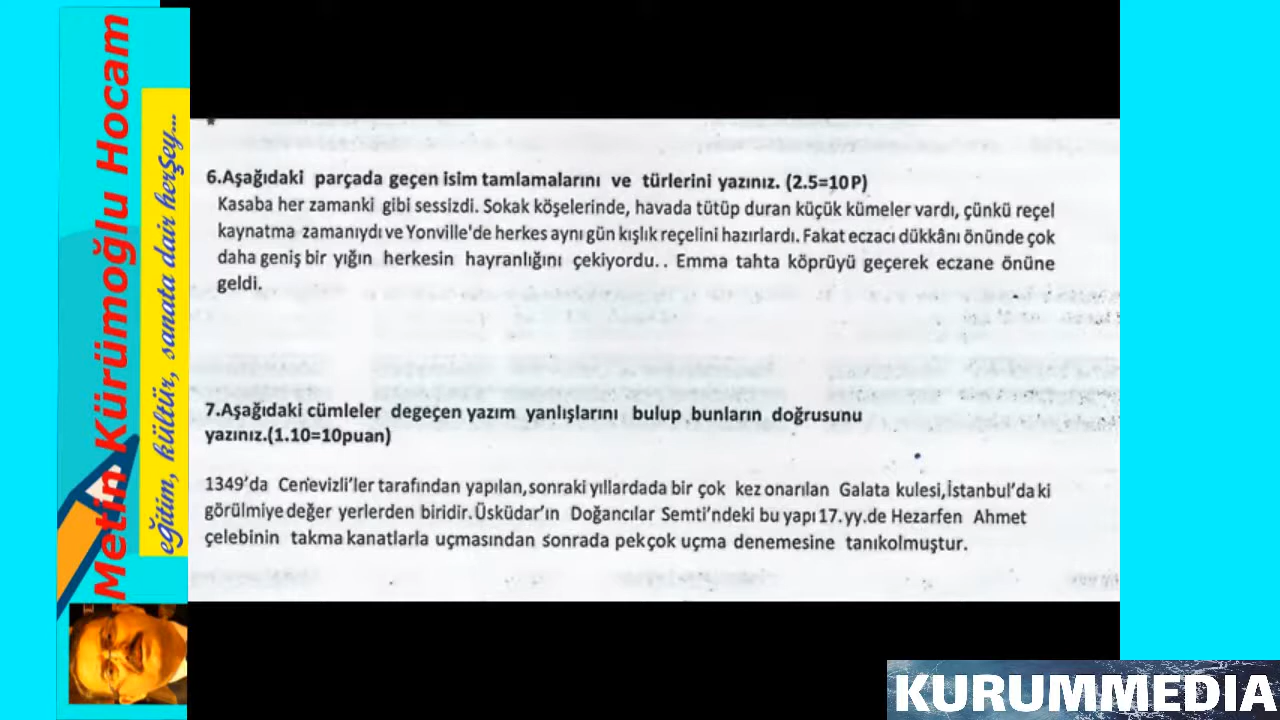 Metin Kürümoğlu Hocam
eğitim, kültür, sanata dair herşey...
6.Aşağıdaki parçada geçen isim tamlamalarını ve türlerini yazınız. (2.5=10 P)
Kasaba her zamanki gibi sessizdi. Sokak köşelerinde, havada tütüp duran küçük kümeler vardı, çünkü reçel
kaynatma zamanıydı ve Yonville'de herkes aynı gün kışlık reçelini hazırlardı. Fakat eczacı dükkânı önünde çok
daha geniş bir yığın herkesin hayranlığını çekiyordu.. Emma tahta köprüyü geçerek eczane önüne
geldi.
7.Aşağıdaki cümleler degeçen yazım yanlışlarını bulup bunların doğrusunu
yazınız.(1.10=10puan)
1349'da Cenevizli'ler tarafından yapılan,sonraki yıllardada bir çok kez onarılan Galata kulesi,İstanbul'da ki
görülmiye değer yerlerden biridir.Üsküdar'ın Doğancılar Semti'ndeki bu yapı 17.yy.de Hezarfen Ahmet
çelebinin takma kanatlarla uçmasından sonrada pekçok uçma denemesine tanıkolmuştur.
KURUMMEDIA